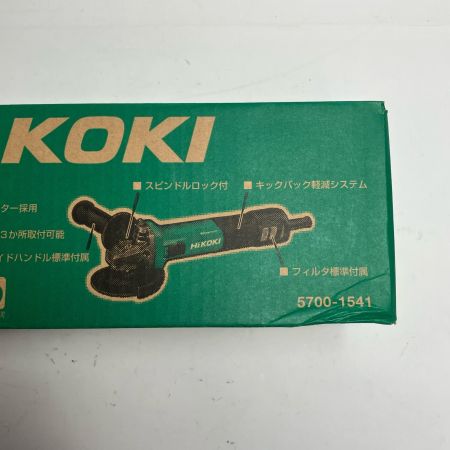 KOKI
■ スピンドルロック付 ■ キックバック軽減システム
ター採用
3か所取付可能
イドハンドル標準付属
HiKOKI
■ フィルタ標準付属
5700-1541